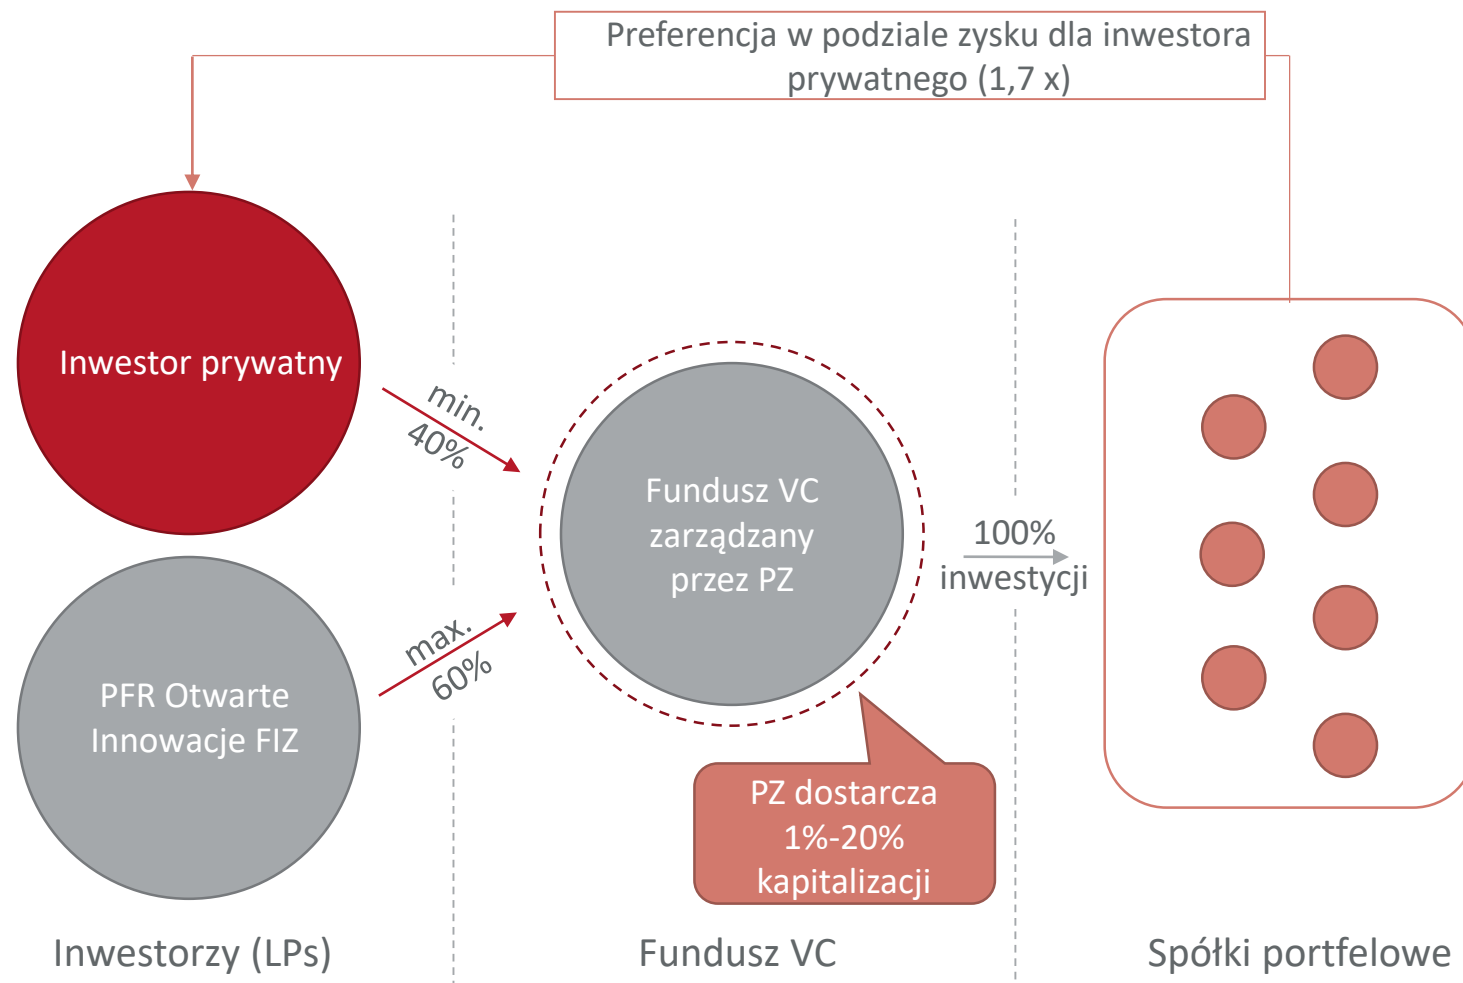 Preferencja w podziale zysku dla inwestora
prywatnego (1,7 x)
Inwestor prywatny
min.
40%
Fundusz VC
zarządzany
przez PZ
100%
inwestycji
max.
60%
PFR Otwarte
Innowacje FIZ
PZ dostarcza
1%-20%
kapitalizacji
Inwestorzy (LPs)
Fundusz VC
Spółki portfelowe